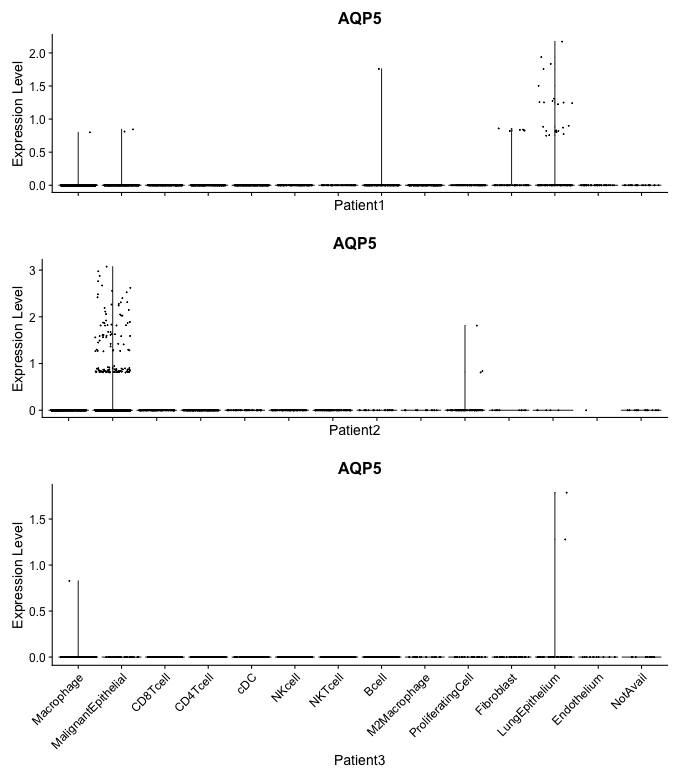 AQP5
Expression Level
2.0
1.5
1.0
0.5
0.0
Patient1
AQP5
Expression Level
3
2
1
0
Patient2
AQP5
Expression Level
1.5
1.0
0.5
0.0
Macrophage
MalignantEpithelial
CD8Tcell
CD4Tcell
cDC
NKcell
NKTcell
Bcell
M2Macrophage
ProliferatingCell
Fibroblast
LungEpithelium
Endothelium
NotAvail
Patient3